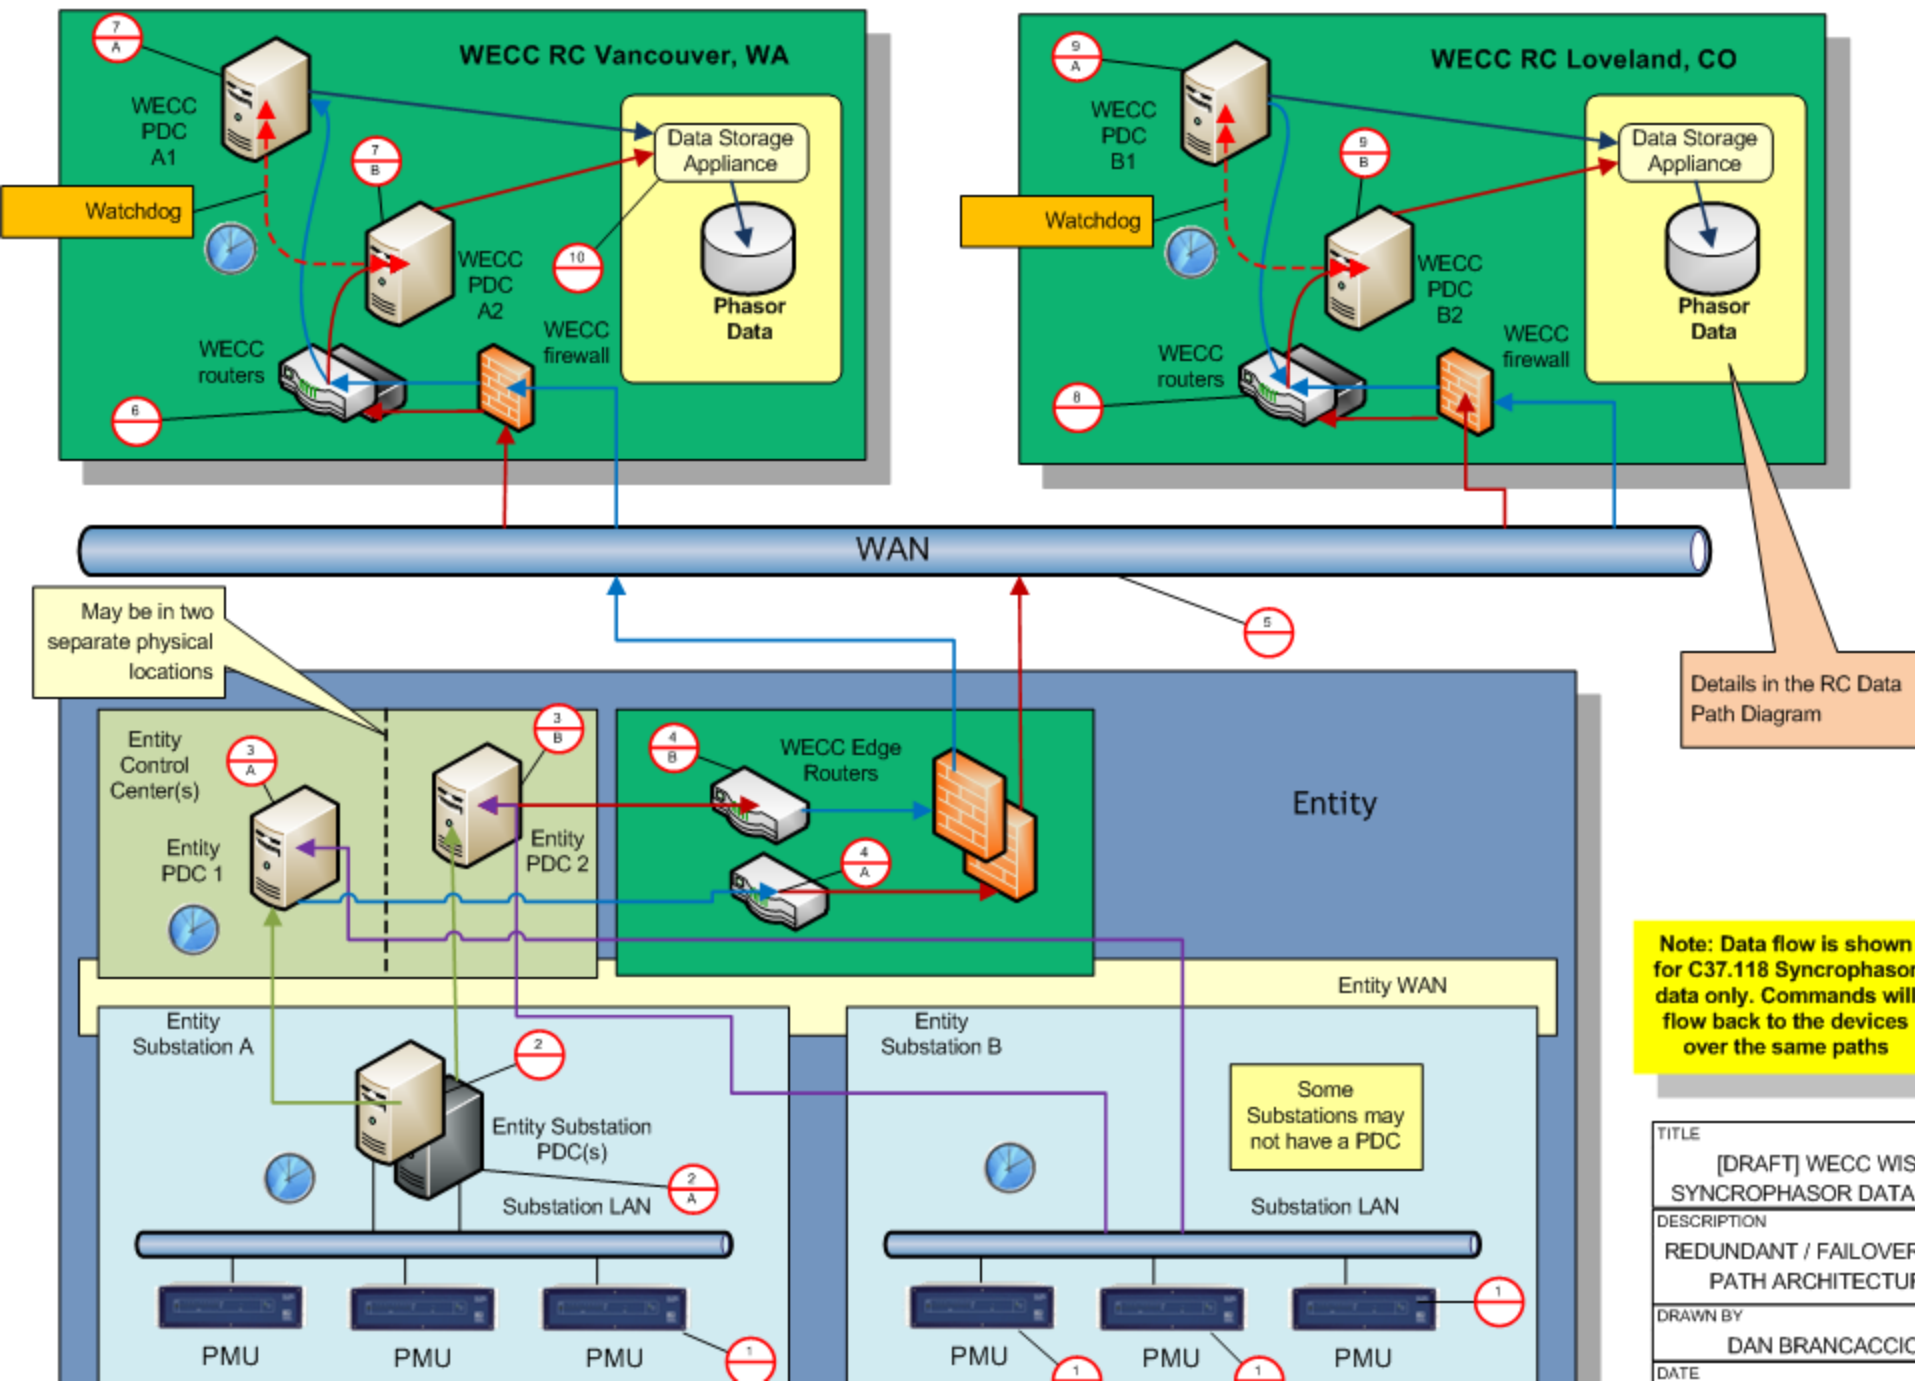 7
A
WECC RC Vancouver, WA
WECC
PDC
A1
7
B
Data Storage
Appliance
Watchdog
10
WECC
PDC
A2
Phasor
Data
WECC
firewall
WECC
routers
6
9
A
WECC RC Loveland, CO
WECC
PDC
B1
9
B
Data Storage
Appliance
Watchdog
WECC
PDC
B2
Phasor
Data
WECC
firewall
WECC
routers
8
WAN
May be in two
separate physical
locations
5
Details in the RC Data
Path Diagram
Entity
Control
Center(s)
3
A
3
B
Entity
PDC 1
Entity
PDC 2
4
B
WECC Edge
Routers
4
A
Entity
Note: Data flow is shown
for C37.118 Syncrophasor
data only. Commands will
flow back to the devices
over the same paths
Entity WAN
Entity
Substation A
2
Entity Substation
PDC(s)
2
A
Substation LAN
PMU
PMU
PMU
1
Entity
Substation B
Some
Substations may
not have a PDC
Substation LAN
1
PMU
PMU
PMU
1
1
TITLE
[DRAFT] WECC WIS
SYNCROPHASOR DATA
DESCRIPTION
REDUNDANT / FAILOVER
PATH ARCHITECTUR
DRAWN BY
DAN BRANCACCIO
DATE